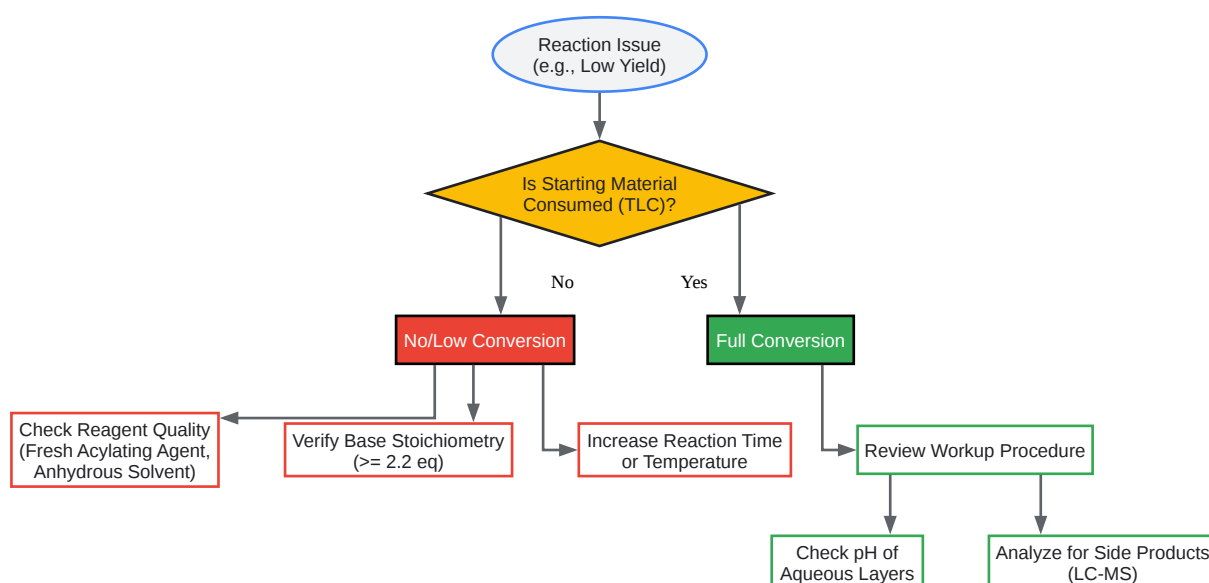 Reaction Issue
(e.g., Low Yield)
Is Starting Material
Consumed (TLC)?
No
Yes
No/Low Conversion
Full Conversion
Check Reagent Quality
(Fresh Acylating Agent,
Anhydrous Solvent)
Verify Base Stoichiometry
(>= 2.2 eq)
Increase Reaction Time
or Temperature
Review Workup Procedure
Check pH of
Aqueous Layers
Analyze for Side Products
(LC-MS)